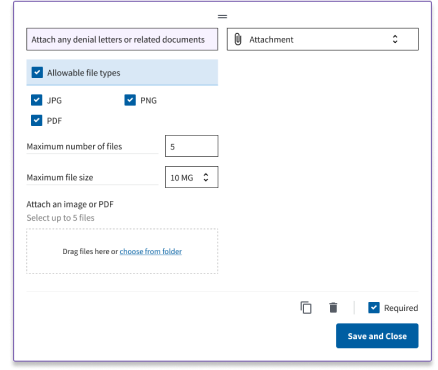 Attach any denial letters or related documents
Attachment
Allowable file types
JPG
PNG
PDF
Maximum number of files
5
Maximum file size
10 MG
Attach an image or PDF
Select up to 5 files
Drag files here or choose from folder
Required
Save and Close